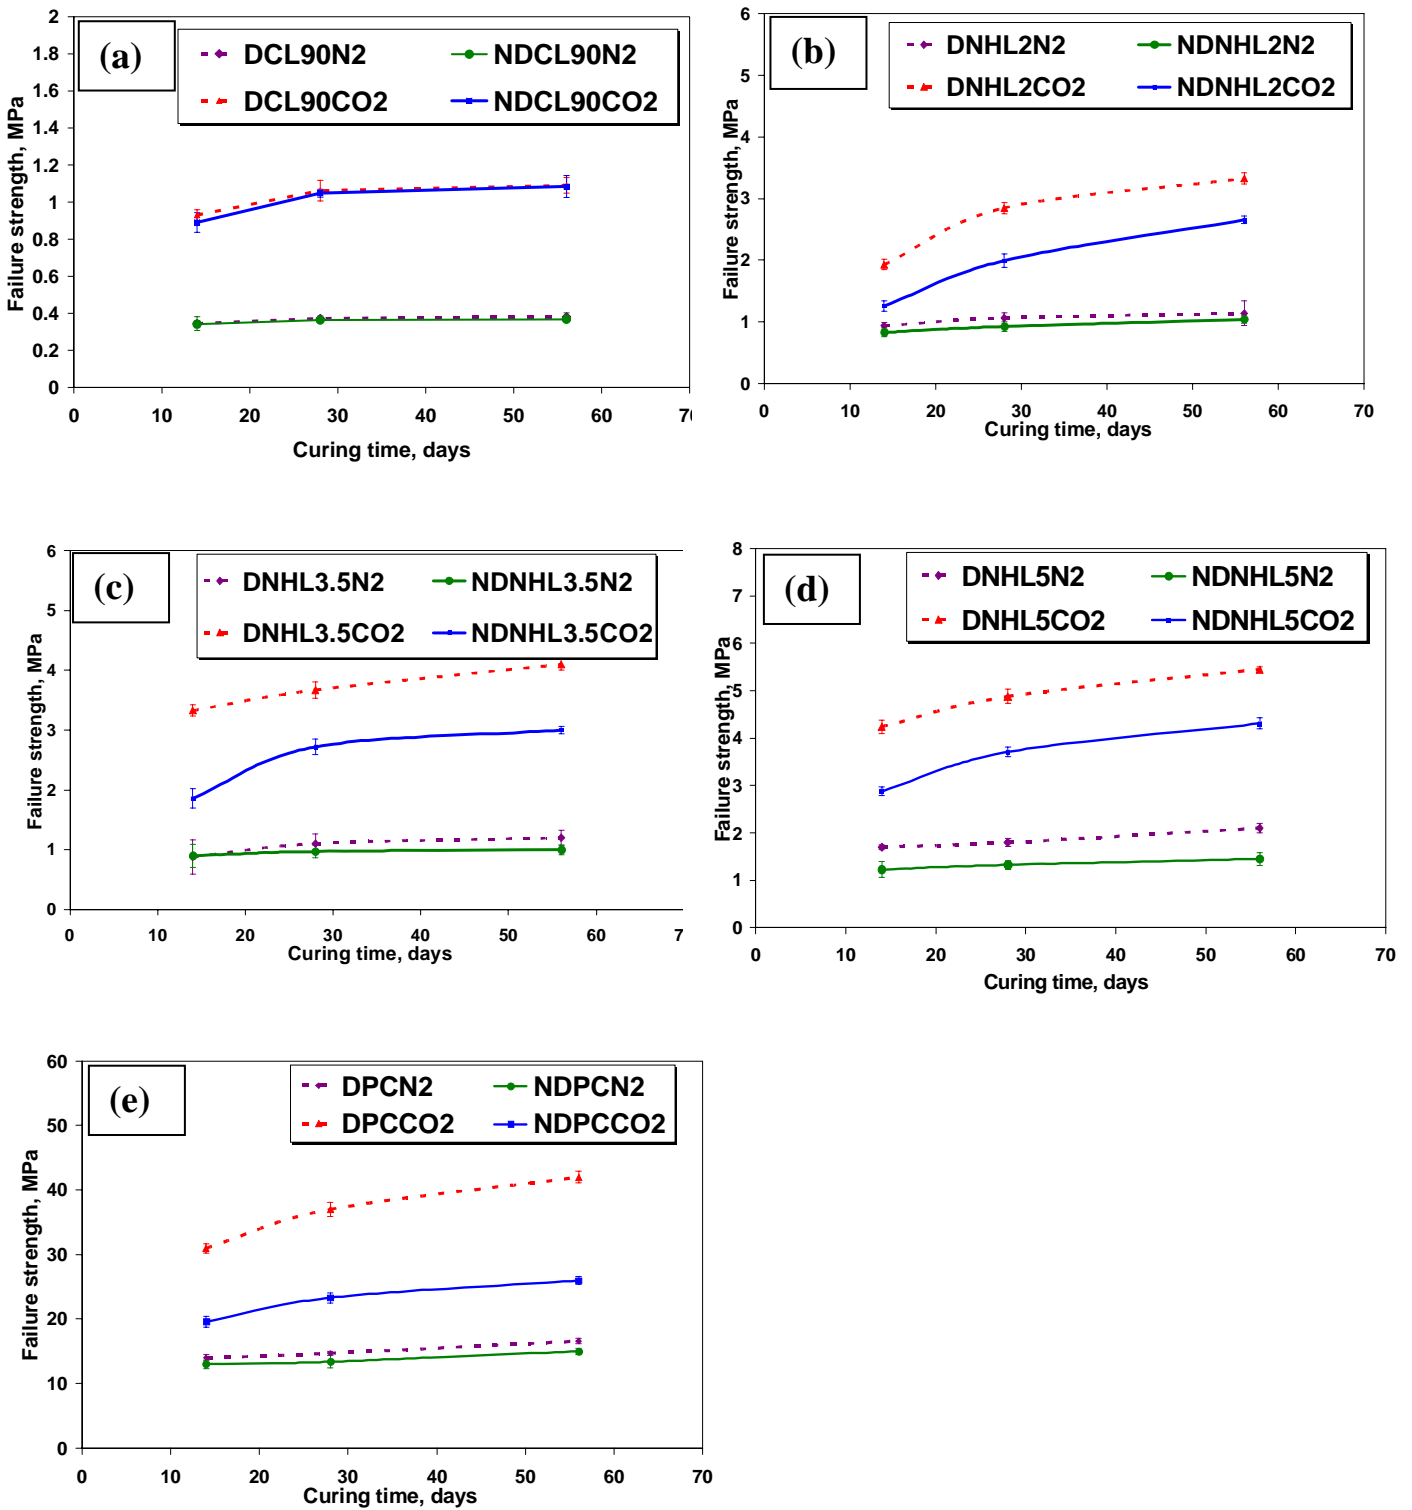 (a)
DCL90N2 NDCL90N2
DCL90CO2 NDCL90CO2
Failure strength, MPa
2
1.8
1.6
1.4
1.2
1
0.8
0.6
0.4
0.2
0
0 10 20 30 40 50 60 70
Curing time, days
(b)
DNHL2N2 NDNHL2N2
DNHL2CO2 NDNHL2CO2
Failure strength, MPa
6
5
4
3
2
1
0
0 10 20 30 40 50 60 70
Curing time, days
(c)
DNHL3.5N2 NDNHL3.5N2
DNHL3.5CO2 NDNHL3.5CO2
Failure strength, MPa
6
5
4
3
2
1
0
0 10 20 30 40 50 60 7
Curing time, days
(d)
DNHL5N2 NDNHL5N2
DNHL5CO2 NDNHL5CO2
Failure strength, MPa
8
7
6
5
4
3
2
1
0
0 10 20 30 40 50 60 70
Curing time, days
(e)
DPCN2 NDPCN2
DPCCO2 NDPCCO2
Failure strength, MPa
60
50
40
30
20
10
0
0 10 20 30 40 50 60 70
Curing time, days